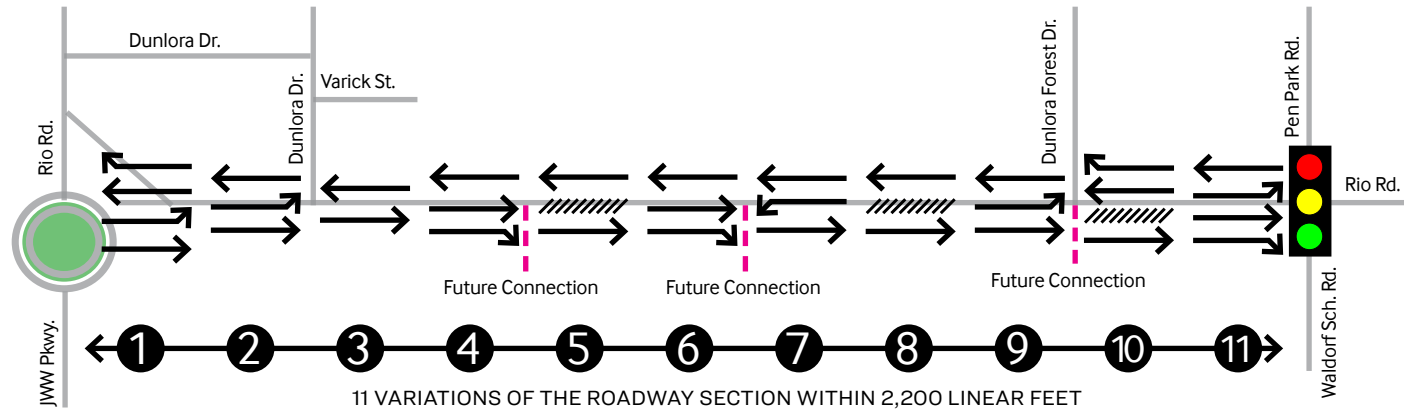 Dunlora Dr.
Varick St.
Rio Rd.
Dunlora Dr.
Dunlora Forest Dr.
Pen Park Rd.
Rio Rd.
Future Connection
Future Connection
Future Connection
JWW Pkwy.
Waldorf Sch. Rd.
1 2 3 4 5 6 7 8 9 10 11
11 VARIATIONS OF THE ROADWAY SECTION WITHIN 2,200 LINEAR FEET